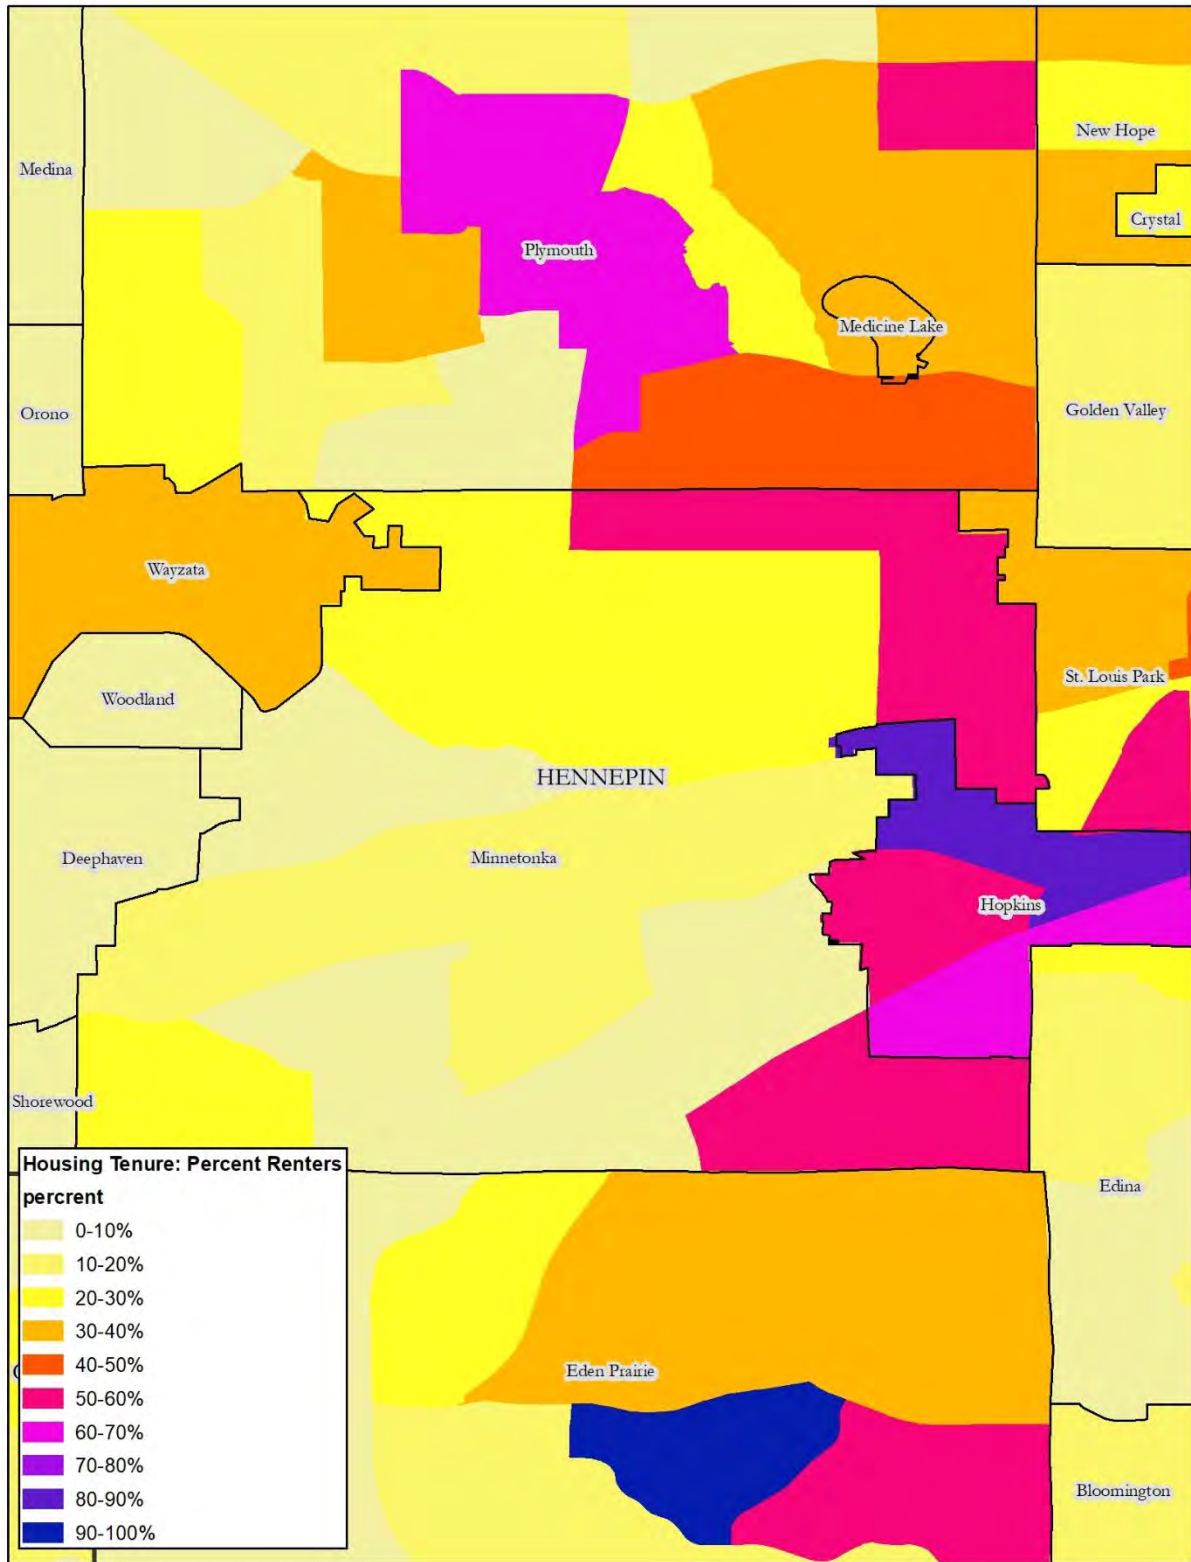 New Hope
Medina
Crystal
Plymouth
Medicine Lake
Orono
Golden Valley
Wayzata
St. Louis Park
Woodland
HENNEPIN
Deephaven
Minnetonka
Hopkins
Shorewood
Housing Tenure: Percent Renters
percrent
0-10%
10-20%
20-30%
30-40%
40-50%
50-60%
60-70%
70-80%
80-90%
90-100%
Edina
Eden Prairie
Bloomington